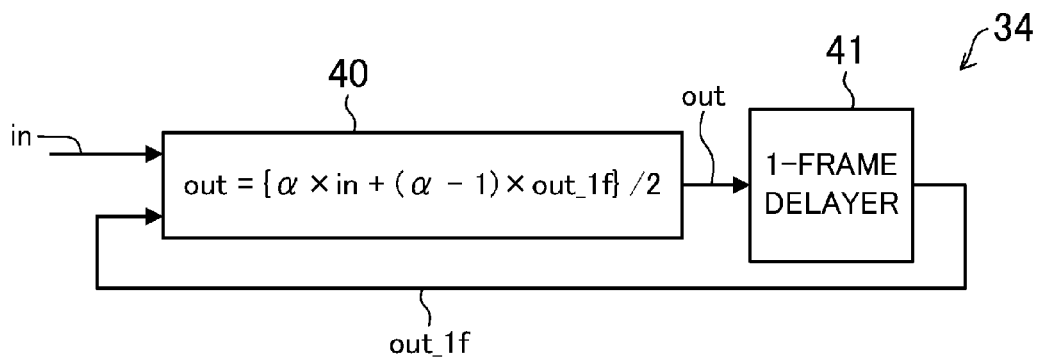 34
40
41
in
out
out = {α × in + (α - 1) × out_1f} /2
1-FRAME
DELAYER
out_1f